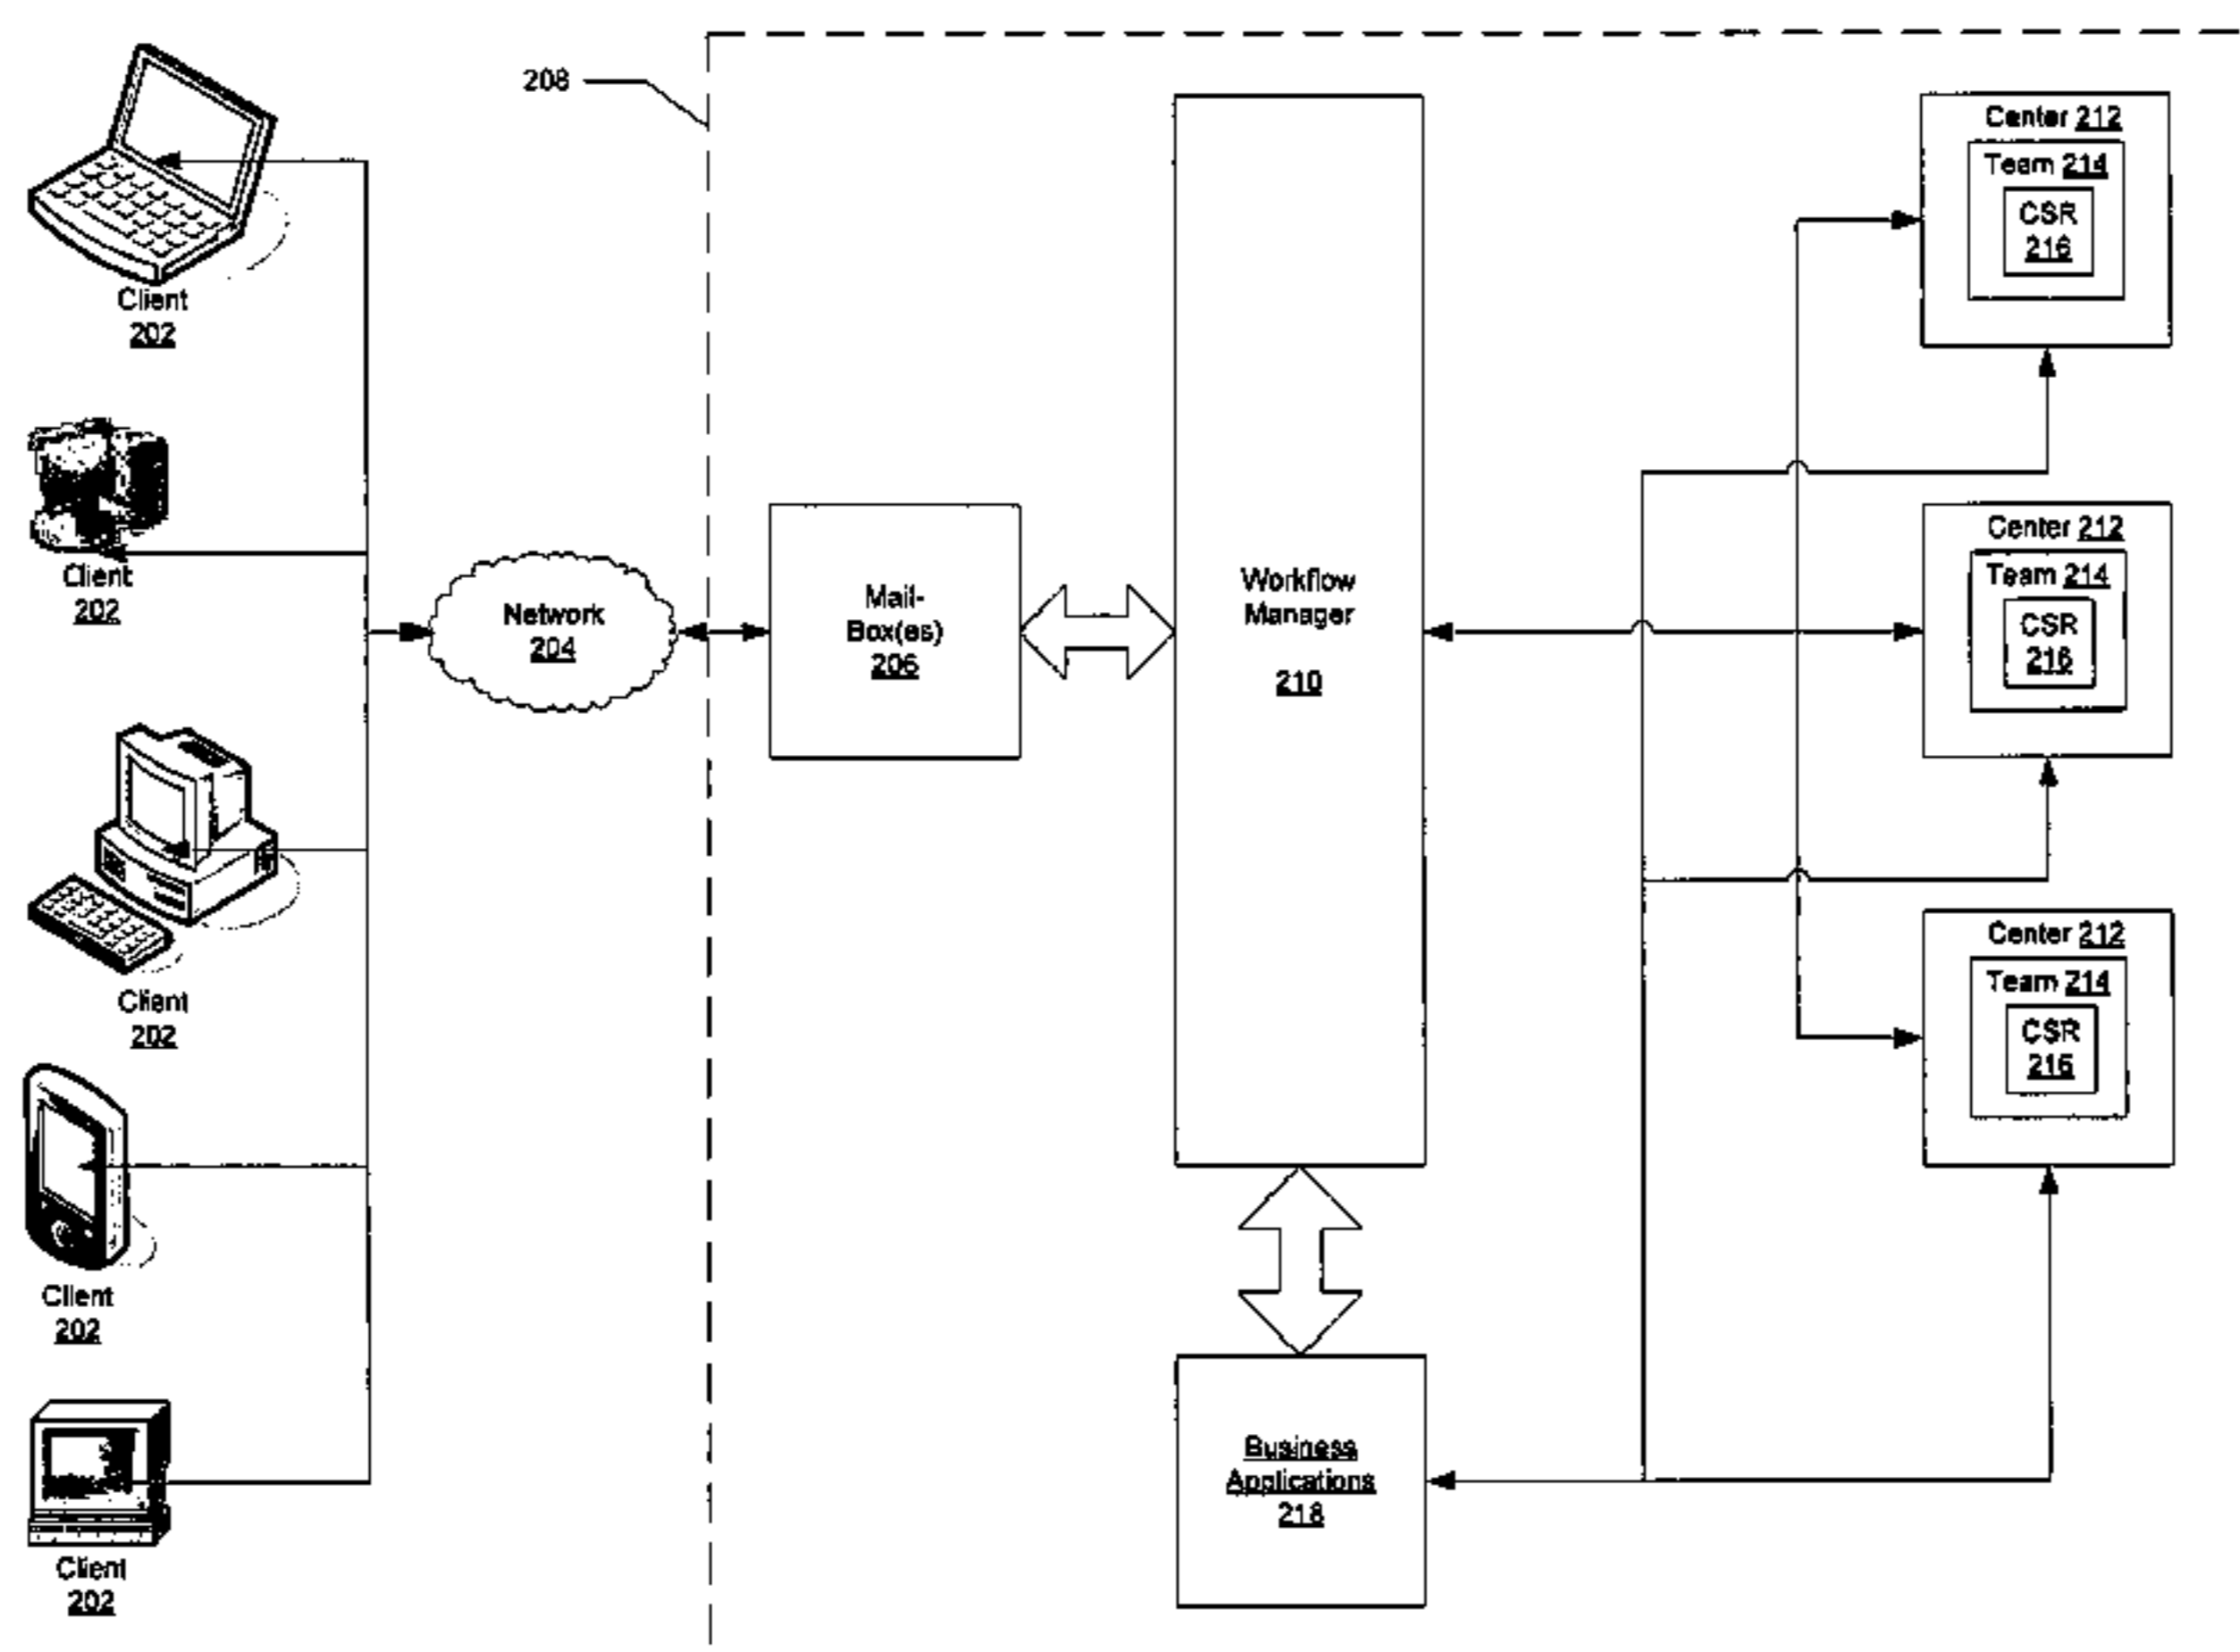 208
Client
202
Client
202
Client
202
Client
202
Client
202
Network
204
Mail-
Box(es)
206
Workflow
Manager
210
Business
Applications
218
Center 212
Team 214
CSR
216
Center 212
Team 214
CSR
216
Center 212
Team 214
CSR
216